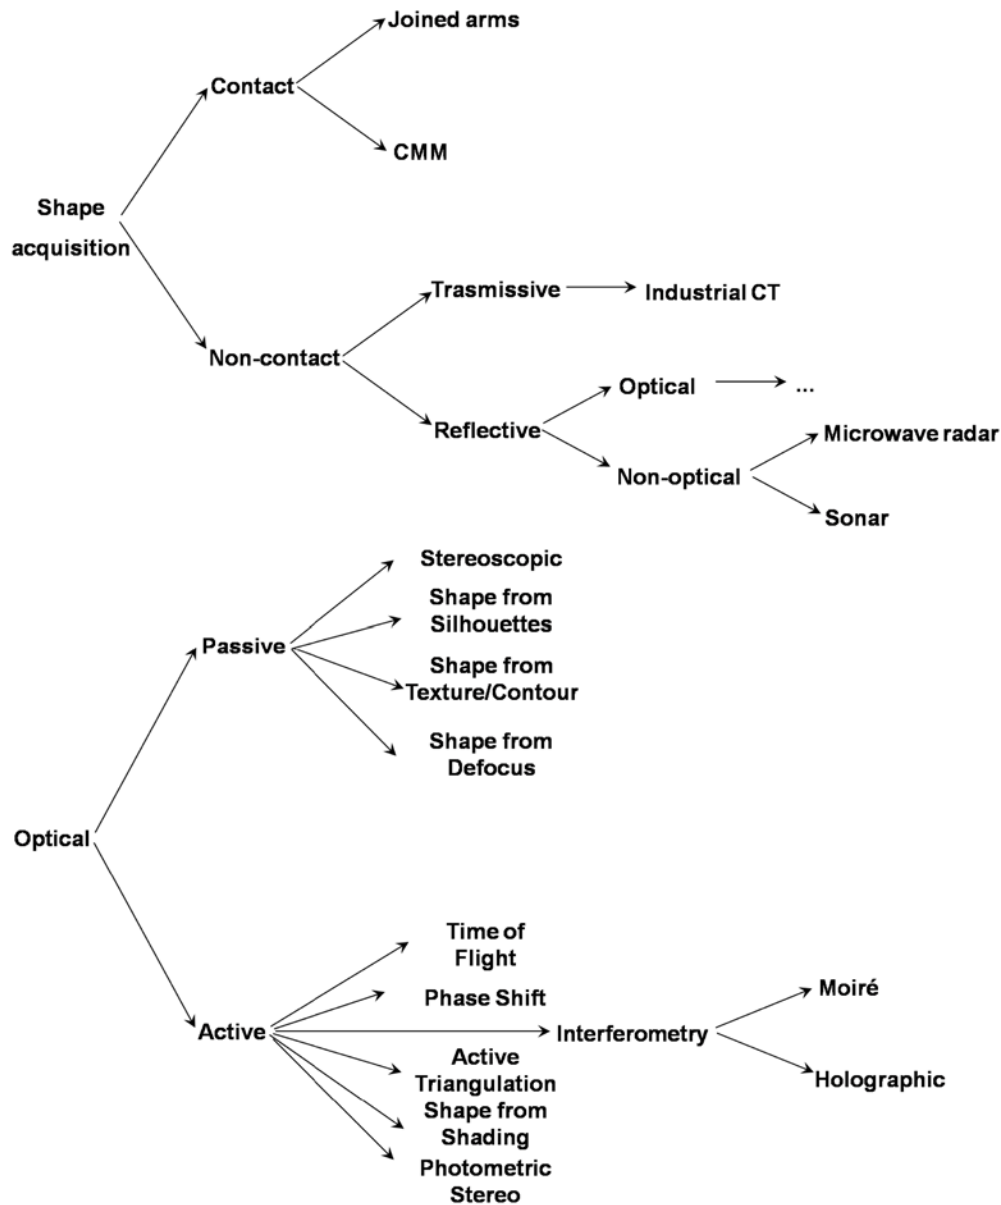 Joined arms
Contact
CMM
Shape
acquisition
Trasmissive
Industrial CT
Non-contact
Optical
...
Reflective
Microwave radar
Non-optical
Sonar
Stereoscopic
Shape from
Silhouettes
Passive
Shape from
Texture/Contour
Shape from
Defocus
Optical
Time of
Flight
Phase Shift
Moiré
Active
Interferometry
Active
Triangulation
Holographic
Shape from
Shading
Photometric
Stereo